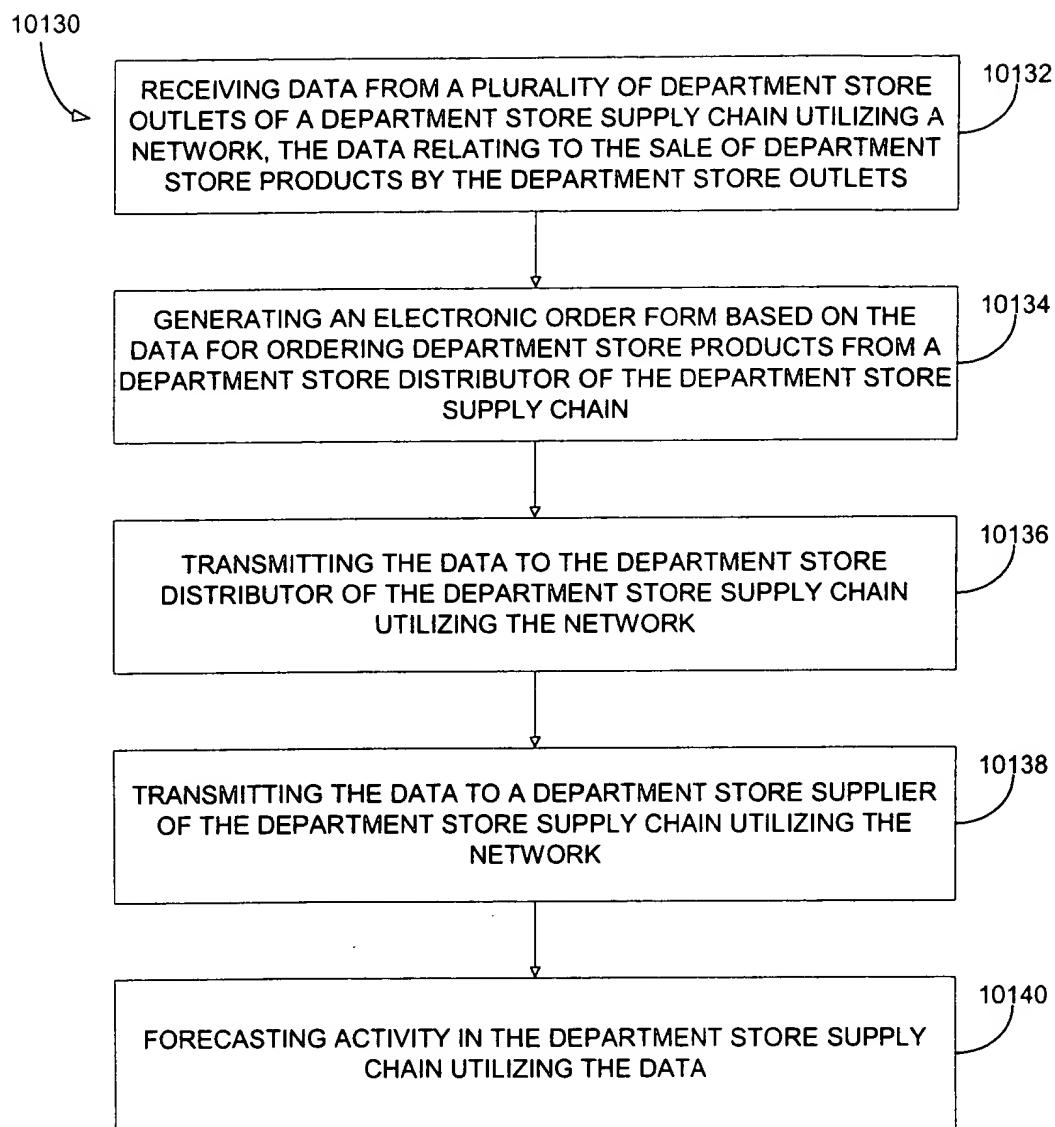 10130
10132
RECEIVING DATA FROM A PLURALITY OF DEPARTMENT STORE
OUTLETS OF A DEPARTMENT STORE SUPPLY CHAIN UTILIZING A
NETWORK, THE DATA RELATING TO THE SALE OF DEPARTMENT
STORE PRODUCTS BY THE DEPARTMENT STORE OUTLETS
10134
GENERATING AN ELECTRONIC ORDER FORM BASED ON THE
DATA FOR ORDERING DEPARTMENT STORE PRODUCTS FROM A
DEPARTMENT STORE DISTRIBUTOR OF THE DEPARTMENT STORE
SUPPLY CHAIN
10136
TRANSMITTING THE DATA TO THE DEPARTMENT STORE
DISTRIBUTOR OF THE DEPARTMENT STORE SUPPLY CHAIN
UTILIZING THE NETWORK
10138
TRANSMITTING THE DATA TO A DEPARTMENT STORE SUPPLIER
OF THE DEPARTMENT STORE SUPPLY CHAIN UTILIZING THE
NETWORK
10140
FORECASTING ACTIVITY IN THE DEPARTMENT STORE SUPPLY
CHAIN UTILIZING THE DATA